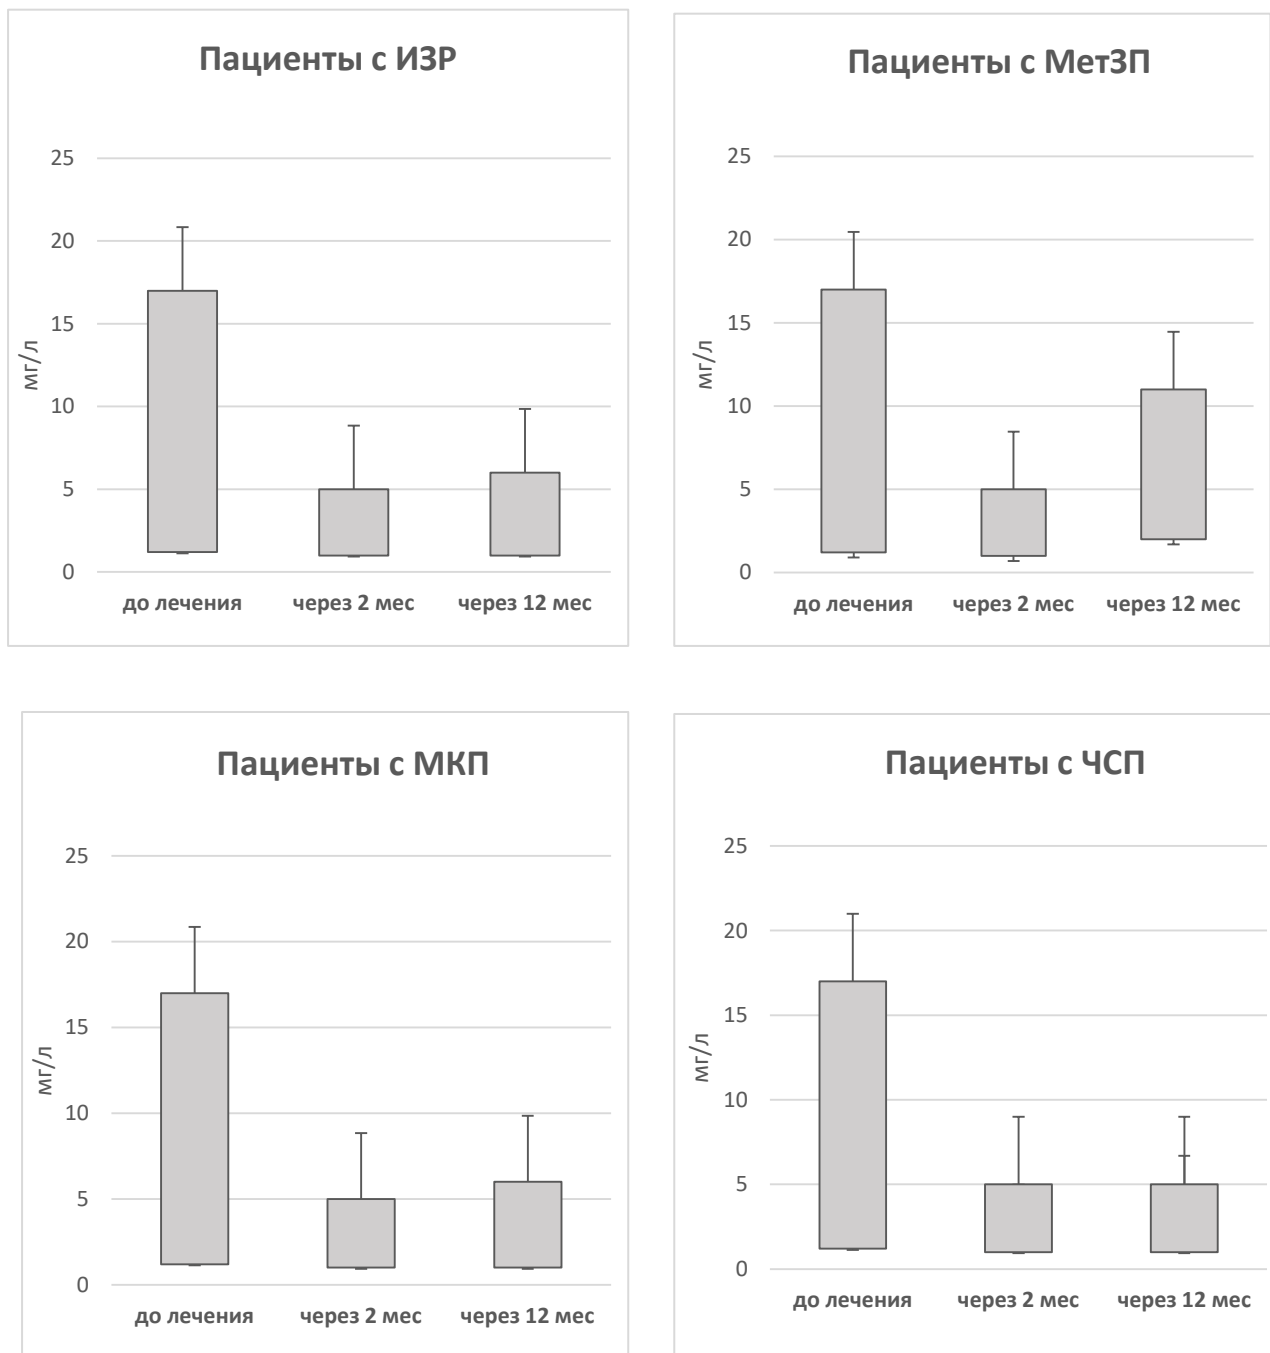 Пациенты с ИЗР
25
20
15
10
5
0
мг/л
до лечения
через 2 мес
через 12 мес
Пациенты с МетЗП
25
20
15
10
5
0
мг/л
до лечения
через 2 мес
через 12 мес
Пациенты с МКП
25
20
15
10
5
0
мг/л
до лечения
через 2 мес
через 12 мес
Пациенты с ЧСП
25
20
15
10
5
0
мг/л
до лечения
через 2 мес
через 12 мес